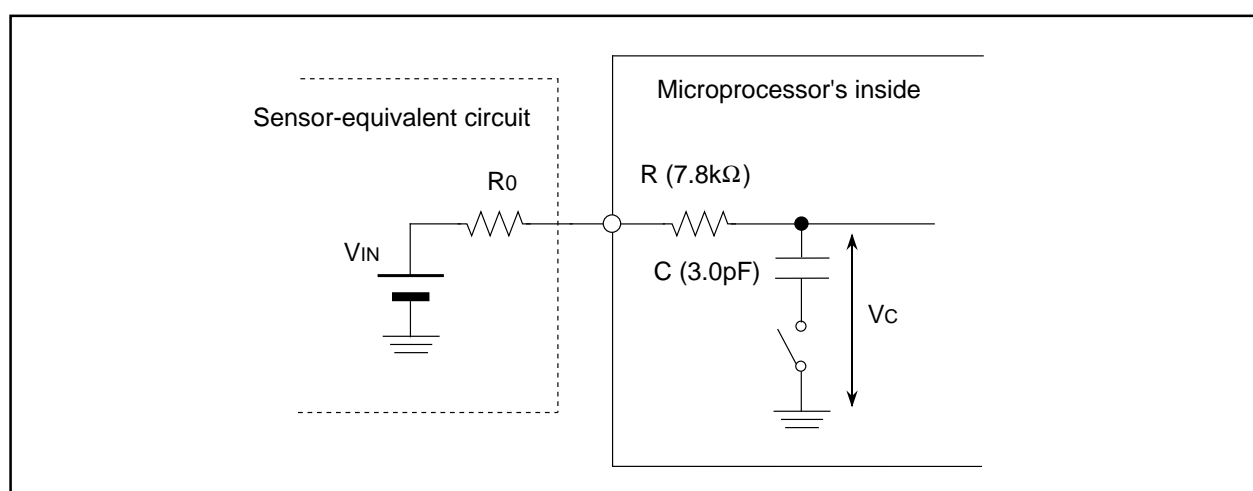 Microprocessor's inside
Sensor-equivalent circuit
R0
R (7.8kΩ)
VIN
C (3.0pF)
VC